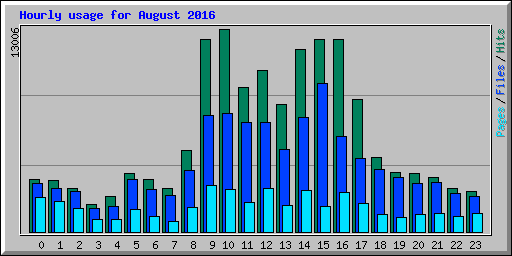 Hourly usage for August 2016
13006
Pages/Files/Hits
0 1 2 3 4 5 6 7 8 9 10 11 12 13 14 15 16 17 18 19 20 21 22 23